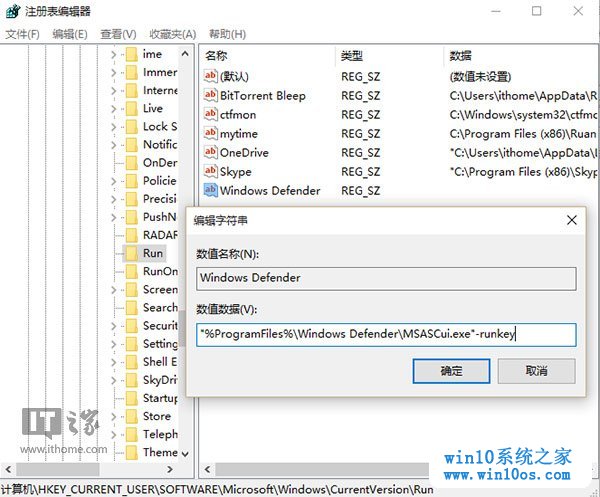 注册表编辑器
文件(F) 编辑(E) 查看(V) 收藏夹(A) 帮助(H)
ime
Immer
Interne
Live
Lock S
Notific
OnDer
Policie
Precisi
PushNo
RADAR
Run
RunOn
Screen
Search
Securit
Setting
Shell E
SkyDri
Startup
Store
Teleph
Theme
名称 类型 数据
(默认) REG_SZ (数值未设置)
BitTorrent Bleep REG_SZ C:\Users\ithome\AppData\R
ctfmon REG_SZ C:\Windows\system32\ctfmo
mytime REG_SZ C:\Program Files (x86)\Ruan
OneDrive REG_SZ "C:\Users\ithome\AppData\L
Skype REG_SZ "C:\Program Files (x86)\Skyp
Windows Defender REG_SZ
编辑字符串
数值名称(N):
Windows Defender
数值数据(V):
"%ProgramFiles%\Windows Defender\MSASCui.exe"-runkey
确定 取消
IT之家
www.ithome.com
win10系统之家
www.win10os.com
计算机\HKEY_CURRENT_USER\SOFTWARE\Microsoft\Windows\CurrentVersion\Run